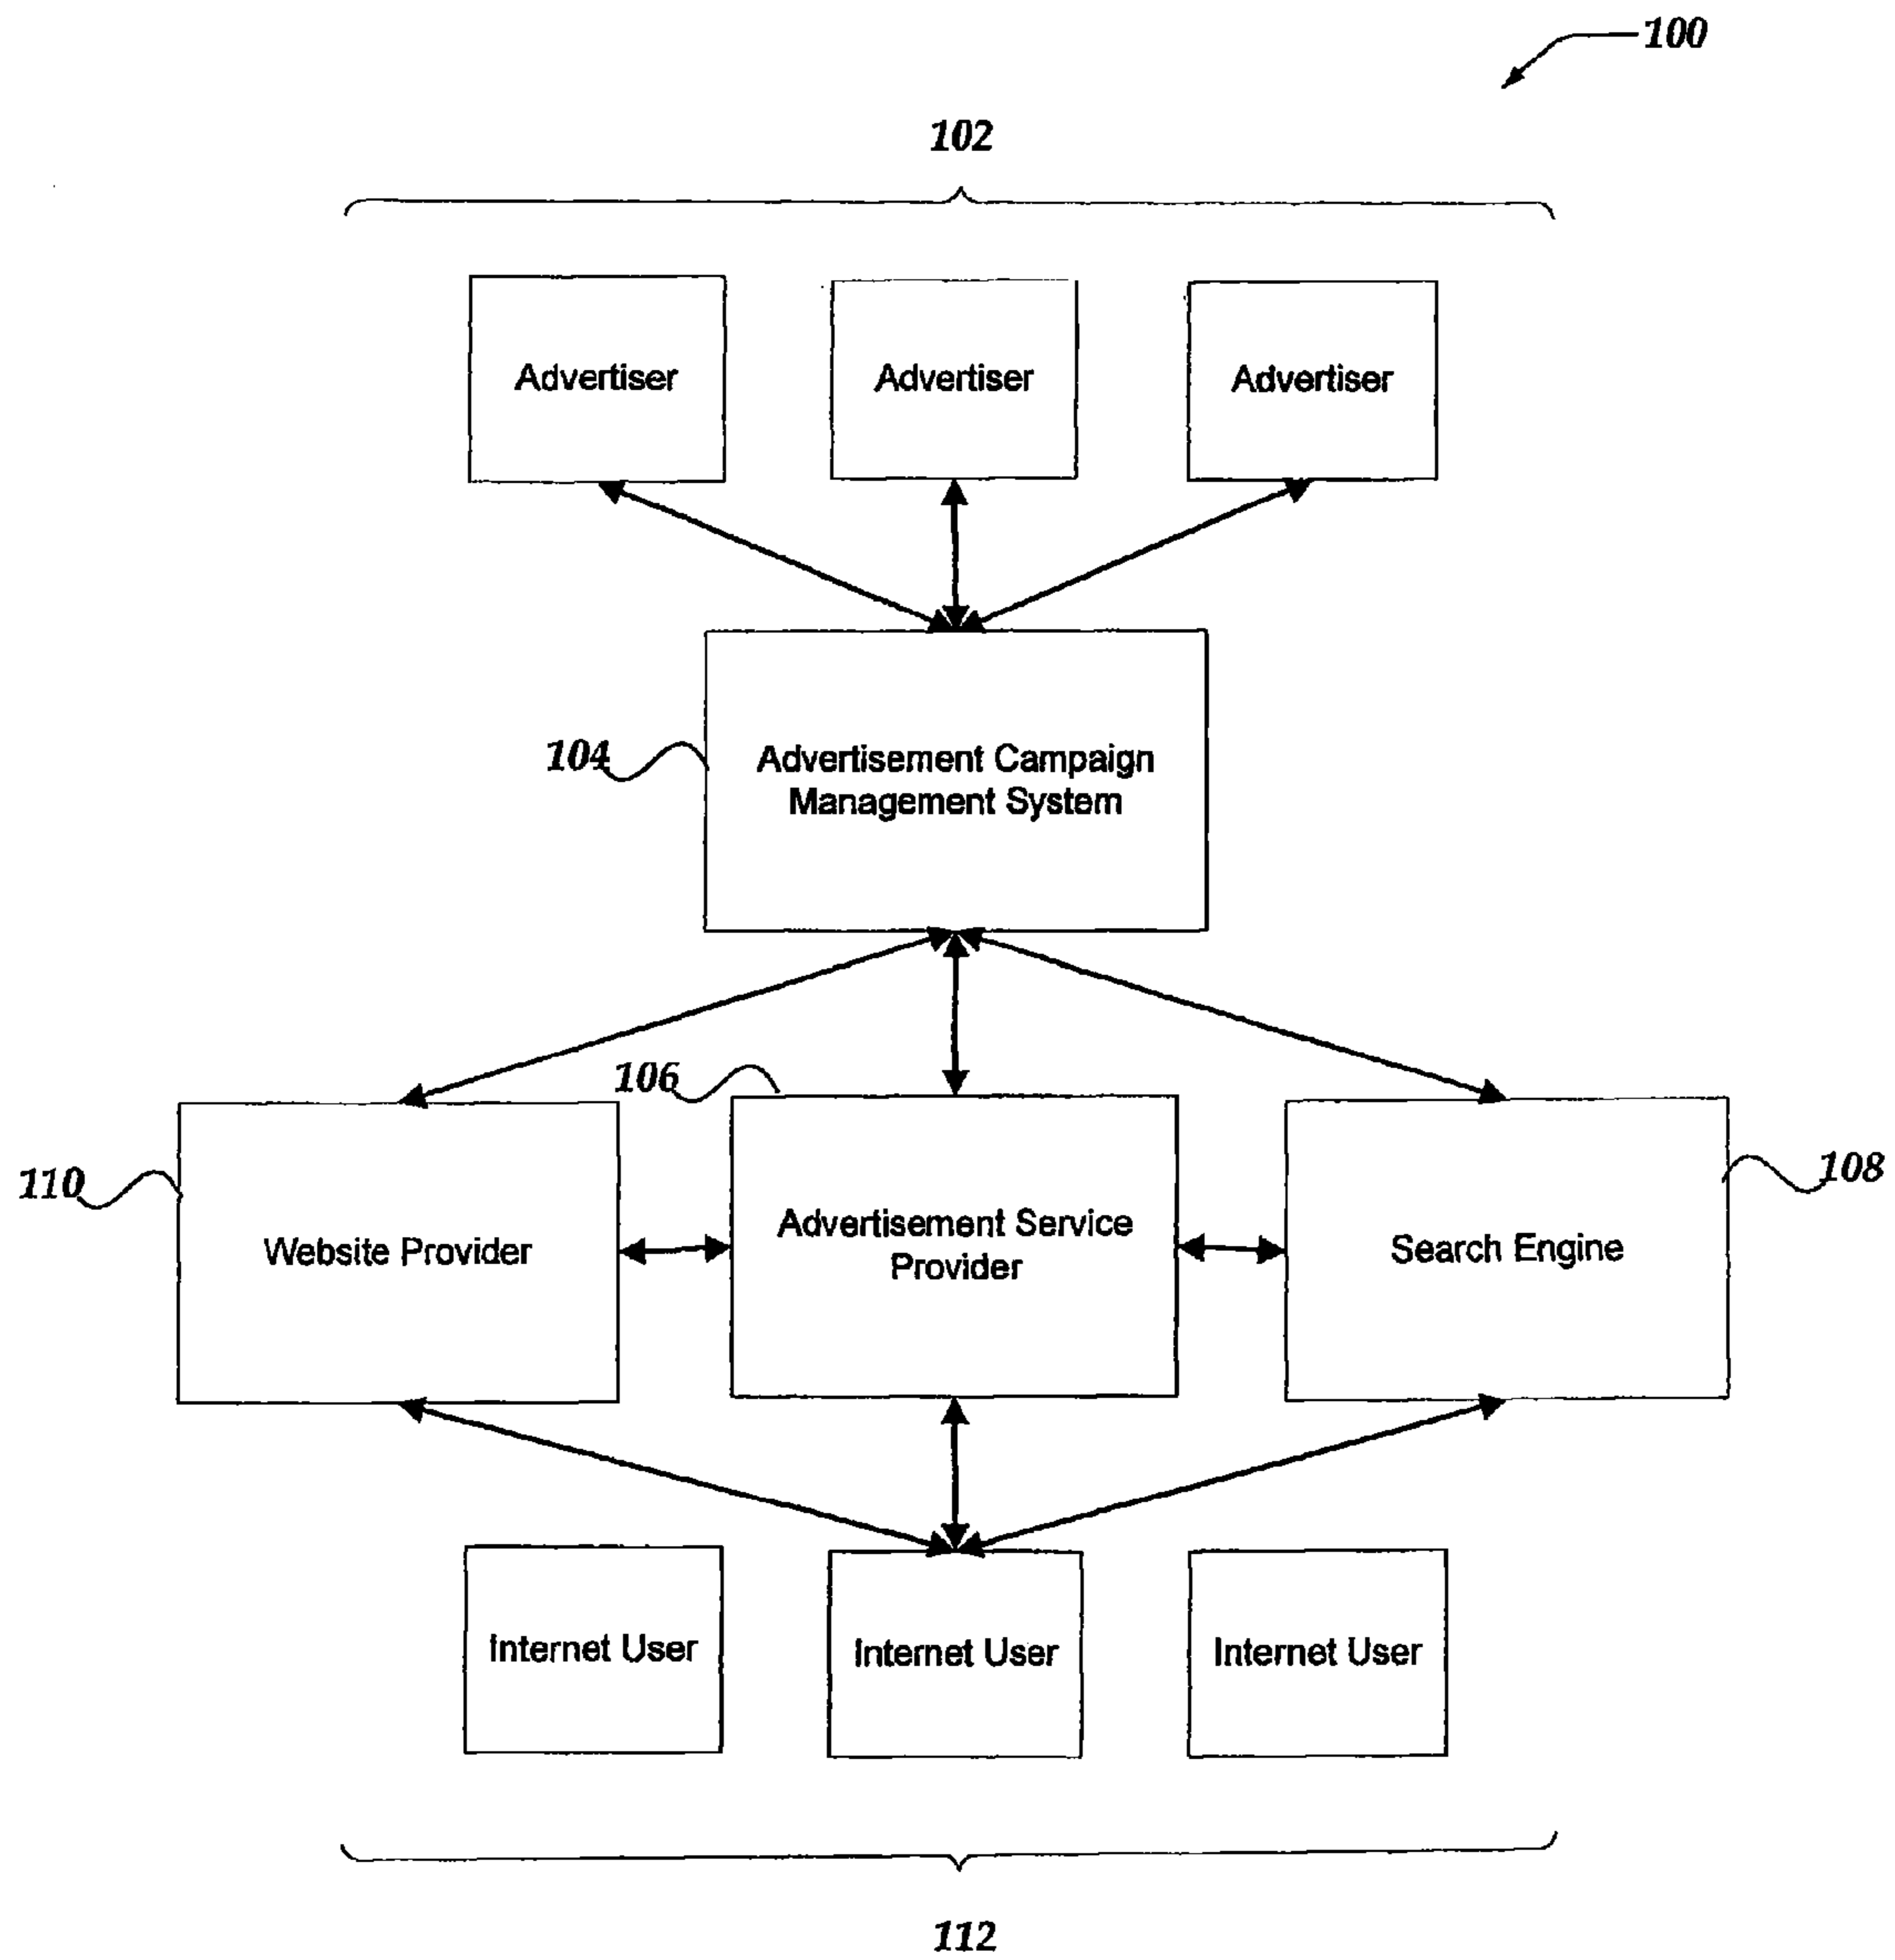 100
102
Advertiser
Advertiser
Advertiser
104
Advertisement Campaign
Management System
106
110
Website Provider
Advertisement Service
Provider
108
Search Engine
Internet User
Internet User
Internet User
112